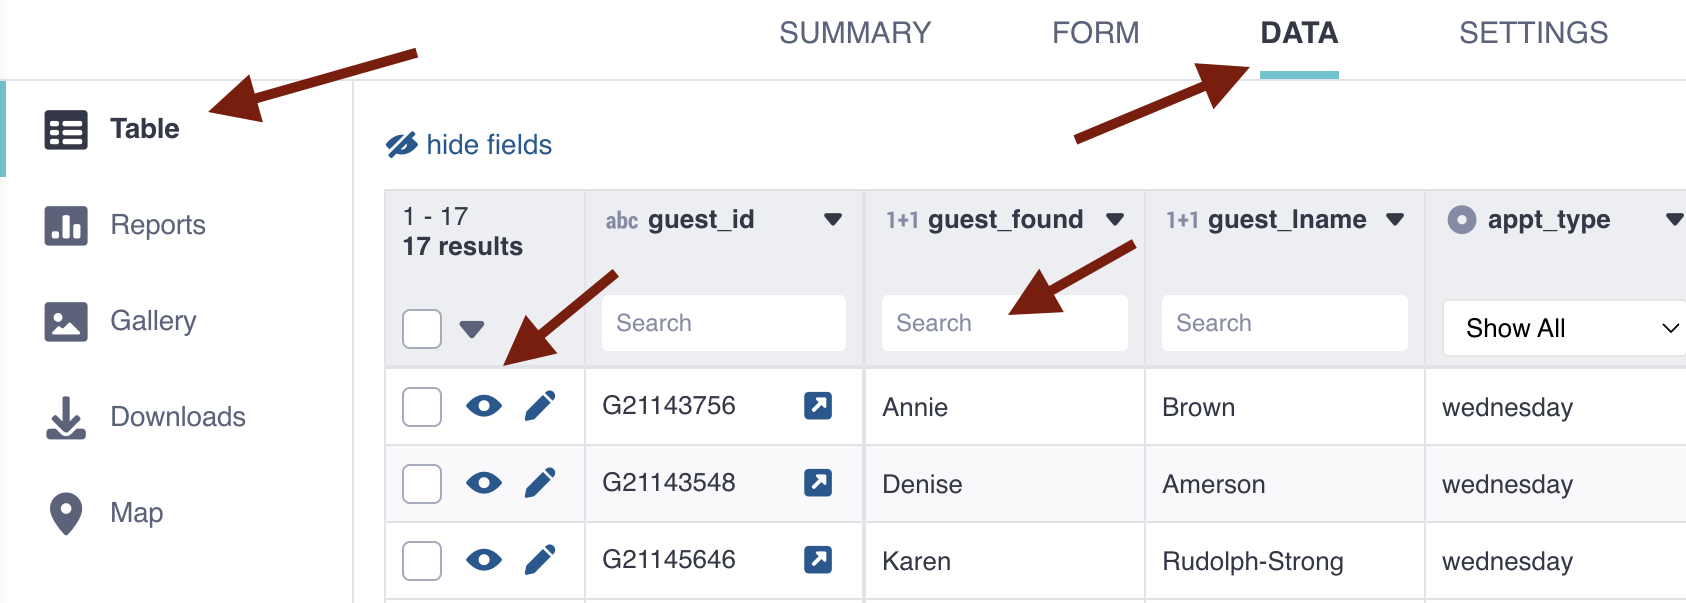 SUMMARY FORM DATA SETTINGS
Table
Reports
Gallery
Downloads
Map
hide fields
1 - 17
17 results
abc guest_id
1+1 guest_found
1+1 guest_lname
appt_type
Search Search Search Show All
G21143756 Annie Brown wednesday
G21143548 Denise Amerson wednesday
G21145646 Karen Rudolph-Strong wednesday